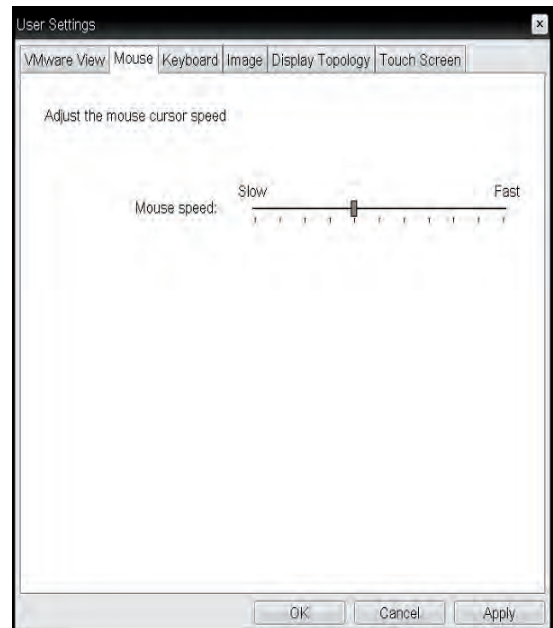 User Settings
VMware View Mouse Keyboard Image Display Topology Touch Screen
Adjust the mouse cursor speed
Slow Fast
Mouse speed:
OK Cancel Apply